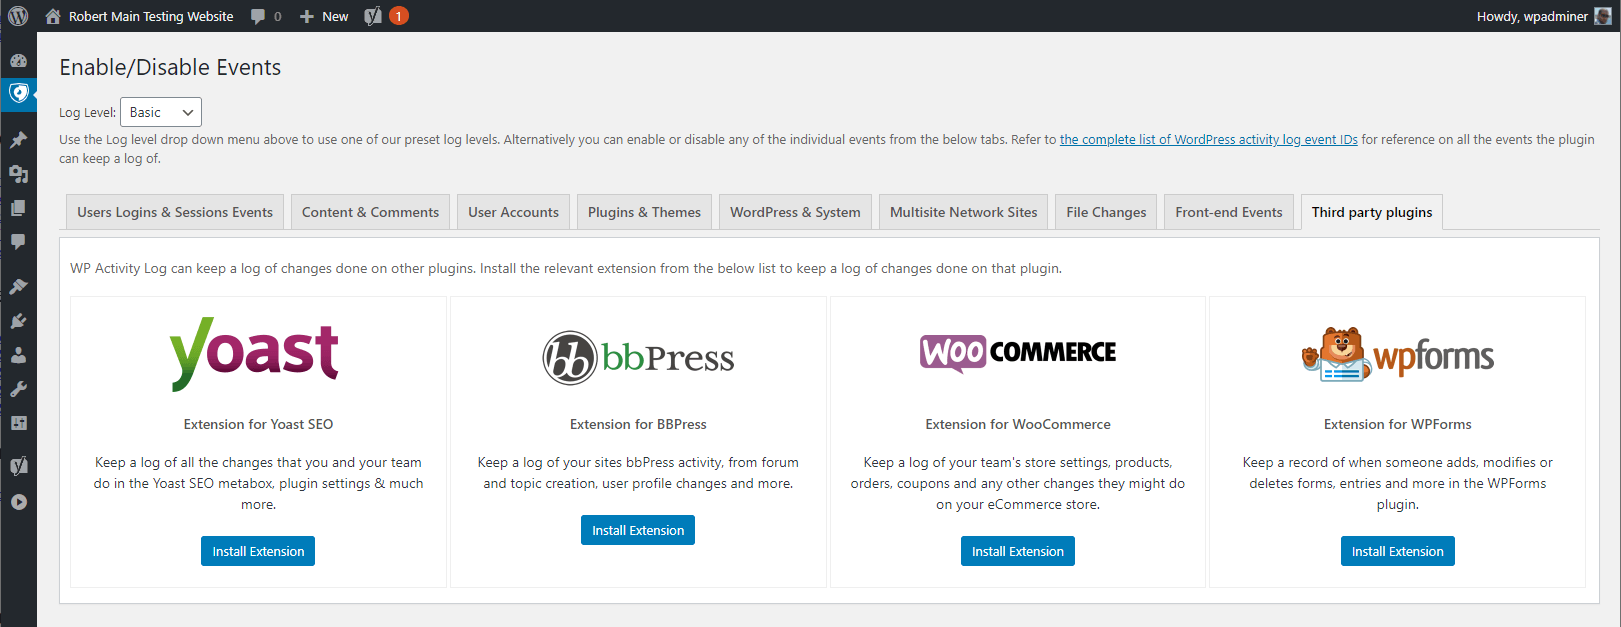 Robert Main Testing Website 0 New 1 Howdy, wpadminer
Enable/Disable Events
Log Level: Basic
Use the Log level drop down menu above to use one of our preset log levels. Alternatively you can enable or disable any of the individual events from the below tabs. Refer to the complete list of WordPress activity log event IDs for reference on all the events the plugin
can keep a log of.
Users Logins & Sessions Events Content & Comments User Accounts Plugins & Themes WordPress & System Multisite Network Sites File Changes Front-end Events Third party plugins
WP Activity Log can keep a log of changes done on other plugins. Install the relevant extension from the below list to keep a log of changes done on that plugin.
yoast
Extension for Yoast SEO
Keep a log of all the changes that you and your team
do in the Yoast SEO metabox, plugin settings & much
more.
Install Extension
bb bbPress
Extension for BBPress
Keep a log of your sites bbPress activity, from forum
and topic creation, user profile changes and more.
Install Extension
WOO COMMERCE
Extension for WooCommerce
Keep a log of your team's store settings, products,
orders, coupons and any other changes they might do
on your eCommerce store.
Install Extension
wpforms
Extension for WPForms
Keep a record of when someone adds, modifies or
deletes forms, entries and more in the WPForms
plugin.
Install Extension